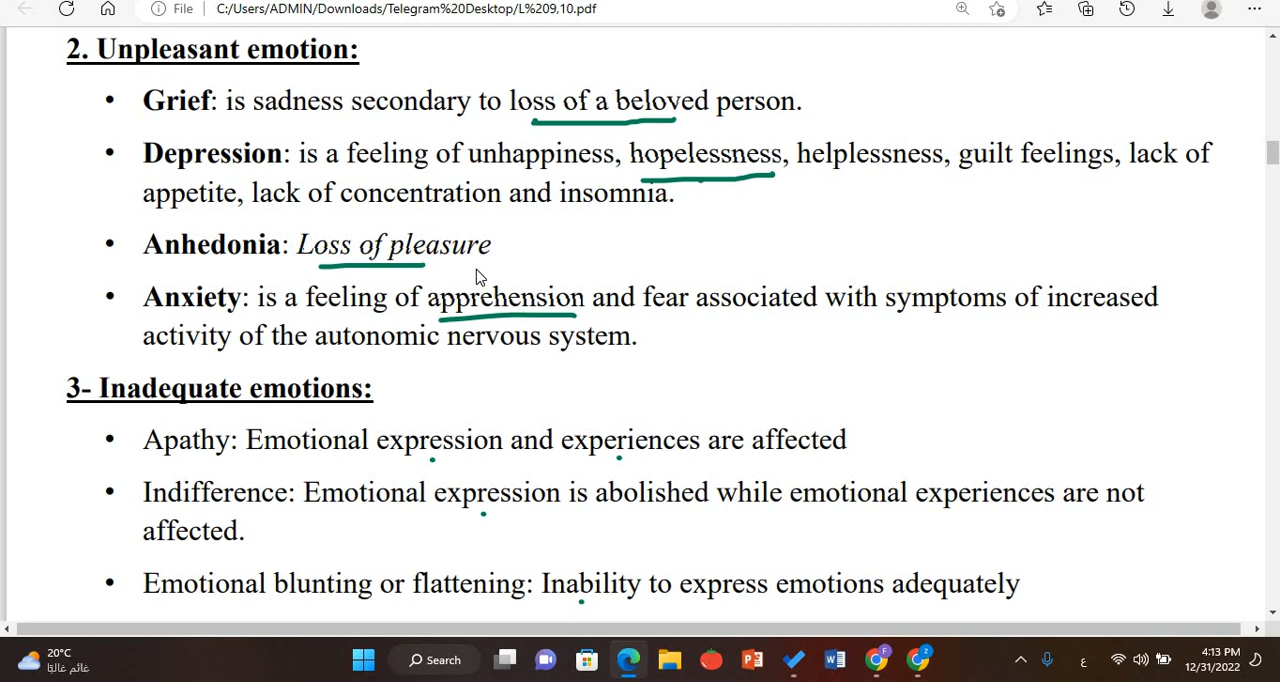 File
C:/Users/ADMIN/Downloads/Telegram%20Desktop/L%209,10.pdf
2. Unpleasant emotion:
• Grief: is sadness secondary to loss of a beloved person.
• Depression: is a feeling of unhappiness, hopelessness, helplessness, guilt feelings, lack of
appetite, lack of concentration and insomnia.
• Anhedonia: Loss of pleasure
• Anxiety: is a feeling of apprehension and fear associated with symptoms of increased
activity of the autonomic nervous system.
3- Inadequate emotions:
• Apathy: Emotional expression and experiences are affected
• Indifference: Emotional expression is abolished while emotional experiences are not
affected.
• Emotional blunting or flattening: Inability to express emotions adequately
20°C
غائم غالبًا
Search
ع
4:13 PM
12/31/2022